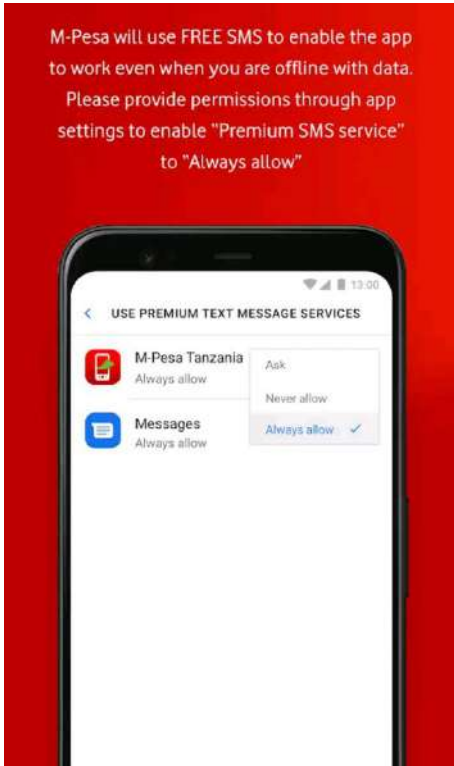 M-Pesa will use FREE SMS to enable the app
to work even when you are offline with data.
Please provide permissions through app
settings to enable "Premium SMS service"
to "Always allow"
13:00
USE PREMIUM TEXT MESSAGE SERVICES
M-Pesa Tanzania
Always allow
Ask
Never allow
Always allow
Messages
Always allow